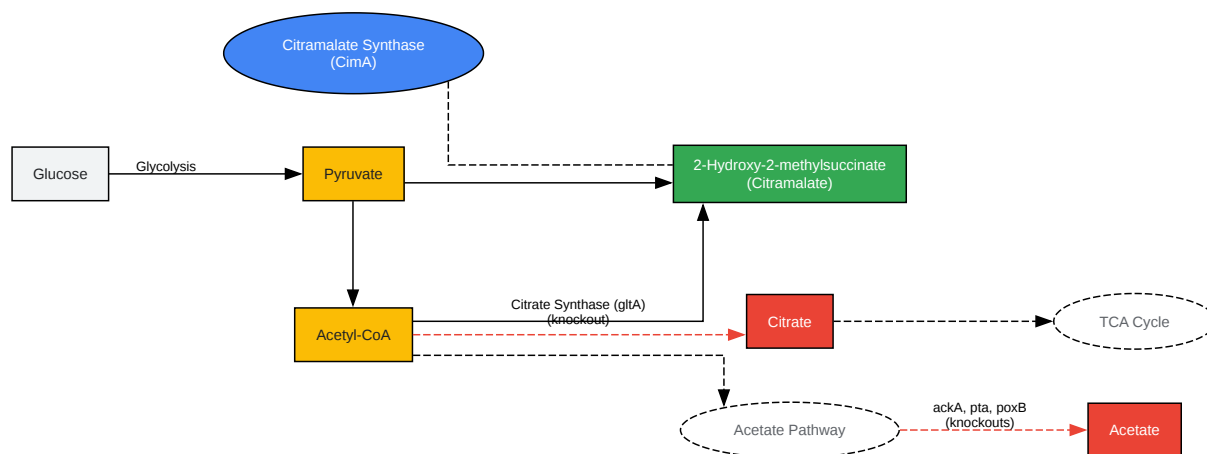 Citramalate Synthase
(CimA)
Glucose
Glycolysis
Pyruvate
2-Hydroxy-2-methylsuccinate
(Citramalate)
Acetyl-CoA
Citrate Synthase (gltA)
(knockout)
Citrate
TCA Cycle
Acetate Pathway
ackA, pta, poxB
(knockouts)
Acetate